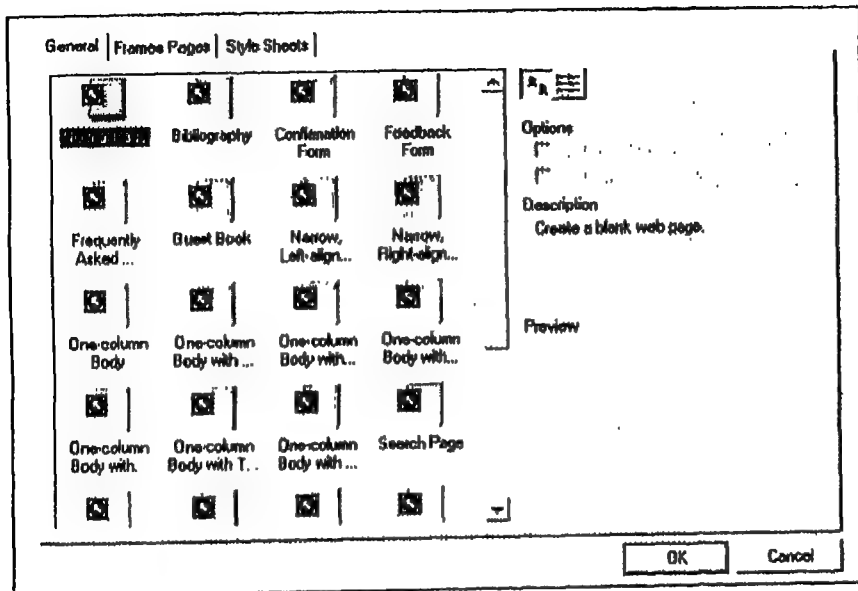 General Frames Pages Style Sheets
Bibliography Confirmation Form Feedback Form
Options
Description
Create a blank web page.
Frequently Asked ... Guest Book Narrow, Left-align... Narrow, Right-align...
One-column Body One-column Body with ... One-column Body with... One-column Body with...
Preview
One-column Body with. One-column Body with T. . One-column Body with ... Search Page
OK Cancel